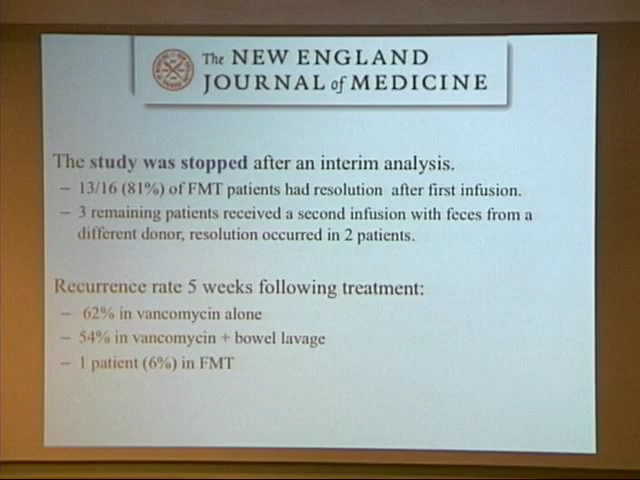 The NEW ENGLAND
JOURNAL of MEDICINE
The study was stopped after an interim analysis.
– 13/16 (81%) of FMT patients had resolution after first infusion.
– 3 remaining patients received a second infusion with feces from a
different donor, resolution occurred in 2 patients.
Recurrence rate 5 weeks following treatment:
– 62% in vancomycin alone
– 54% in vancomycin + bowel lavage
– 1 patient (6%) in FMT